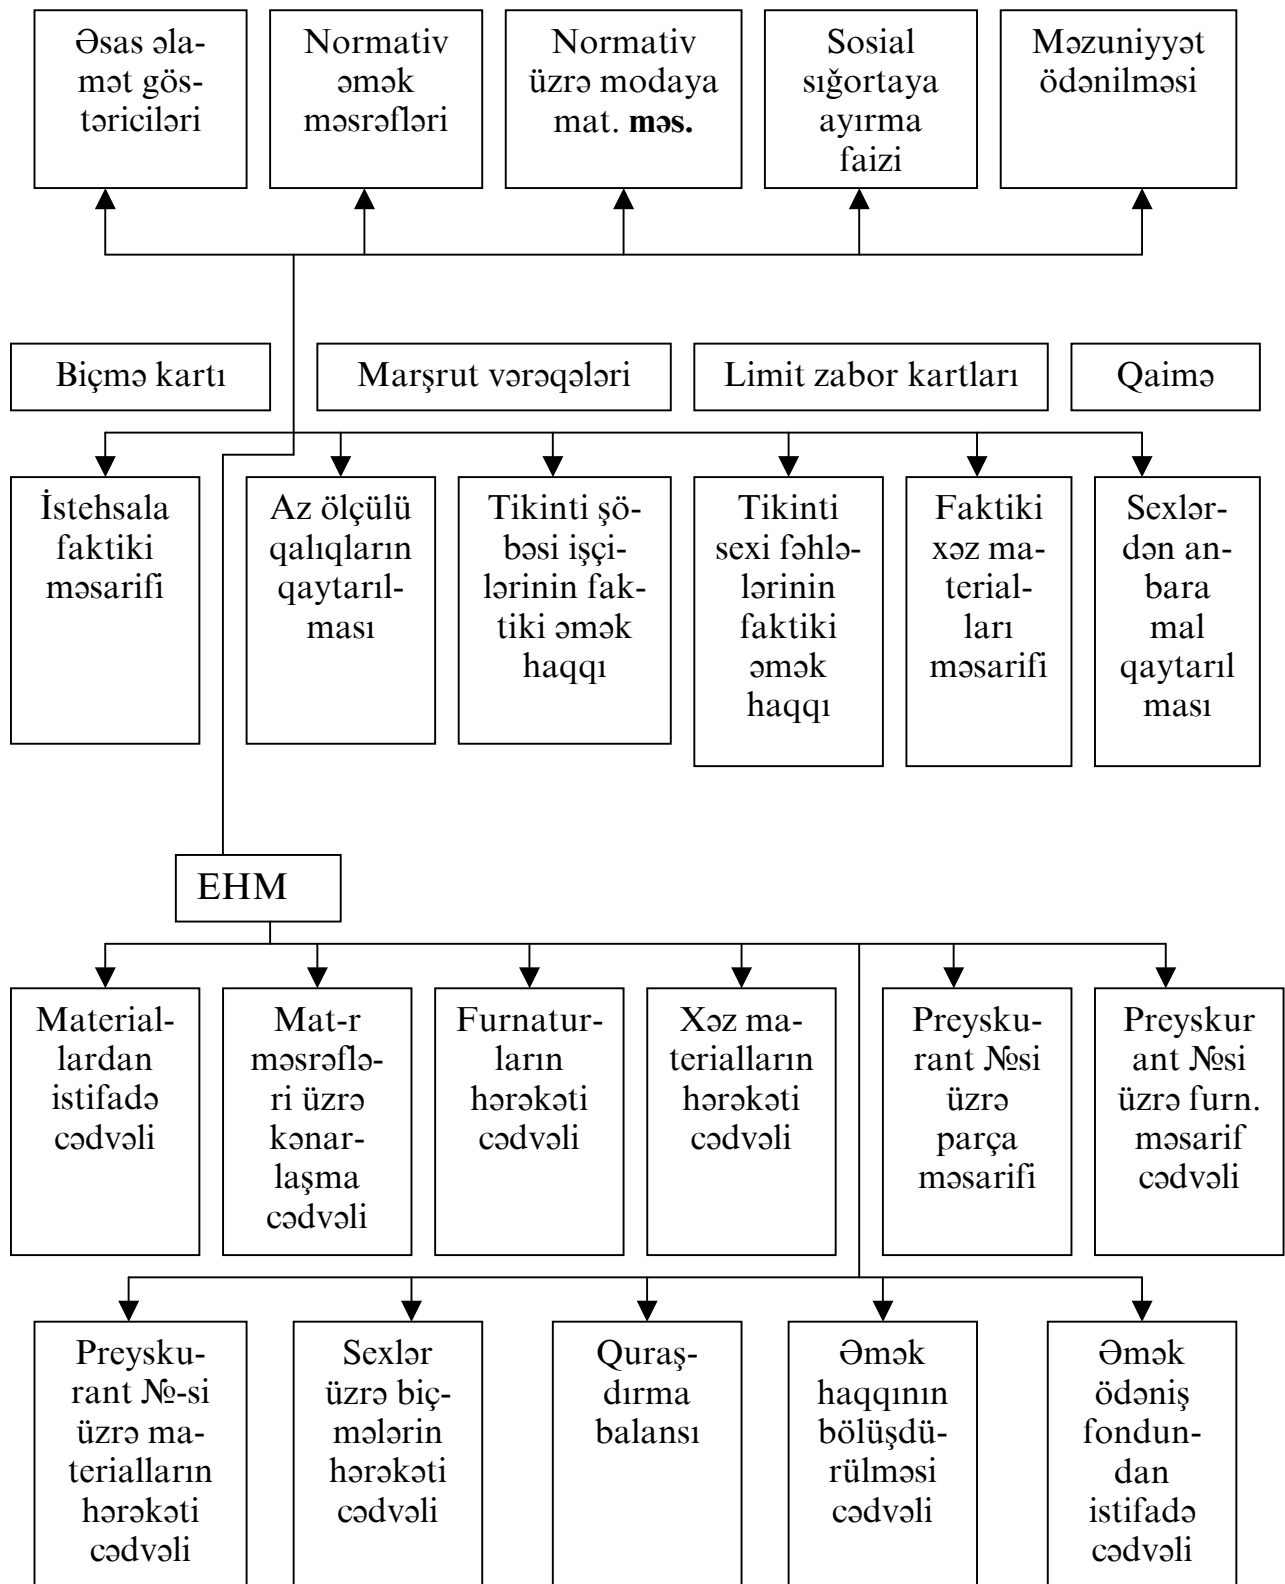 Əsas əla-
mət gös-
təriciləri
Normativ
əmək
məsrəfləri
Normativ
üzrə modaya
mat. məs.
Sosial
sığortaya
ayırma
faizi
Məzuniyyət
ödənilməsi
Biçmə kartı
Marşrut vərəqələri
Limit zabor kartları
Qaimə
İstehsala
faktiki
məsarifi
Az ölçülü
qalıqların
qaytarıl-
ması
Tikinti şö-
bəsi işçi-
lərinin fak-
tiki əmək
haqqı
Tikinti
sexi fəhlə-
lərinin
faktiki
əmək
haqqı
Faktiki
xəz ma-
terial-
ları
məsarifi
Sexlər-
dən an-
bara
mal
qaytarıl
ması
EHM
Material-
lardan
istifadə
cədvəli
Mat-r
məsrəflə-
ri üzrə
kənar-
laşma
cədvəli
Furnatur-
ların
hərəkəti
cədvəli
Xəz ma-
terialların
hərəkəti
cədvəli
Preysku-
rant №si
üzrə
parça
məsarifi
Preyskur
ant №si
üzrə furn.
məsarif
cədvəli
Preysku-
rant №-si
üzrə ma-
terialların
hərəkəti
cədvəli
Sexlər
üzrə biç-
mələrin
hərəkəti
cədvəli
Quraş-
dırma
balansı
Əmək
haqqının
bölüşdü-
rülməsi
cədvəli
Əmək
ödəniş
fondun-
dan
istifadə
cədvəli